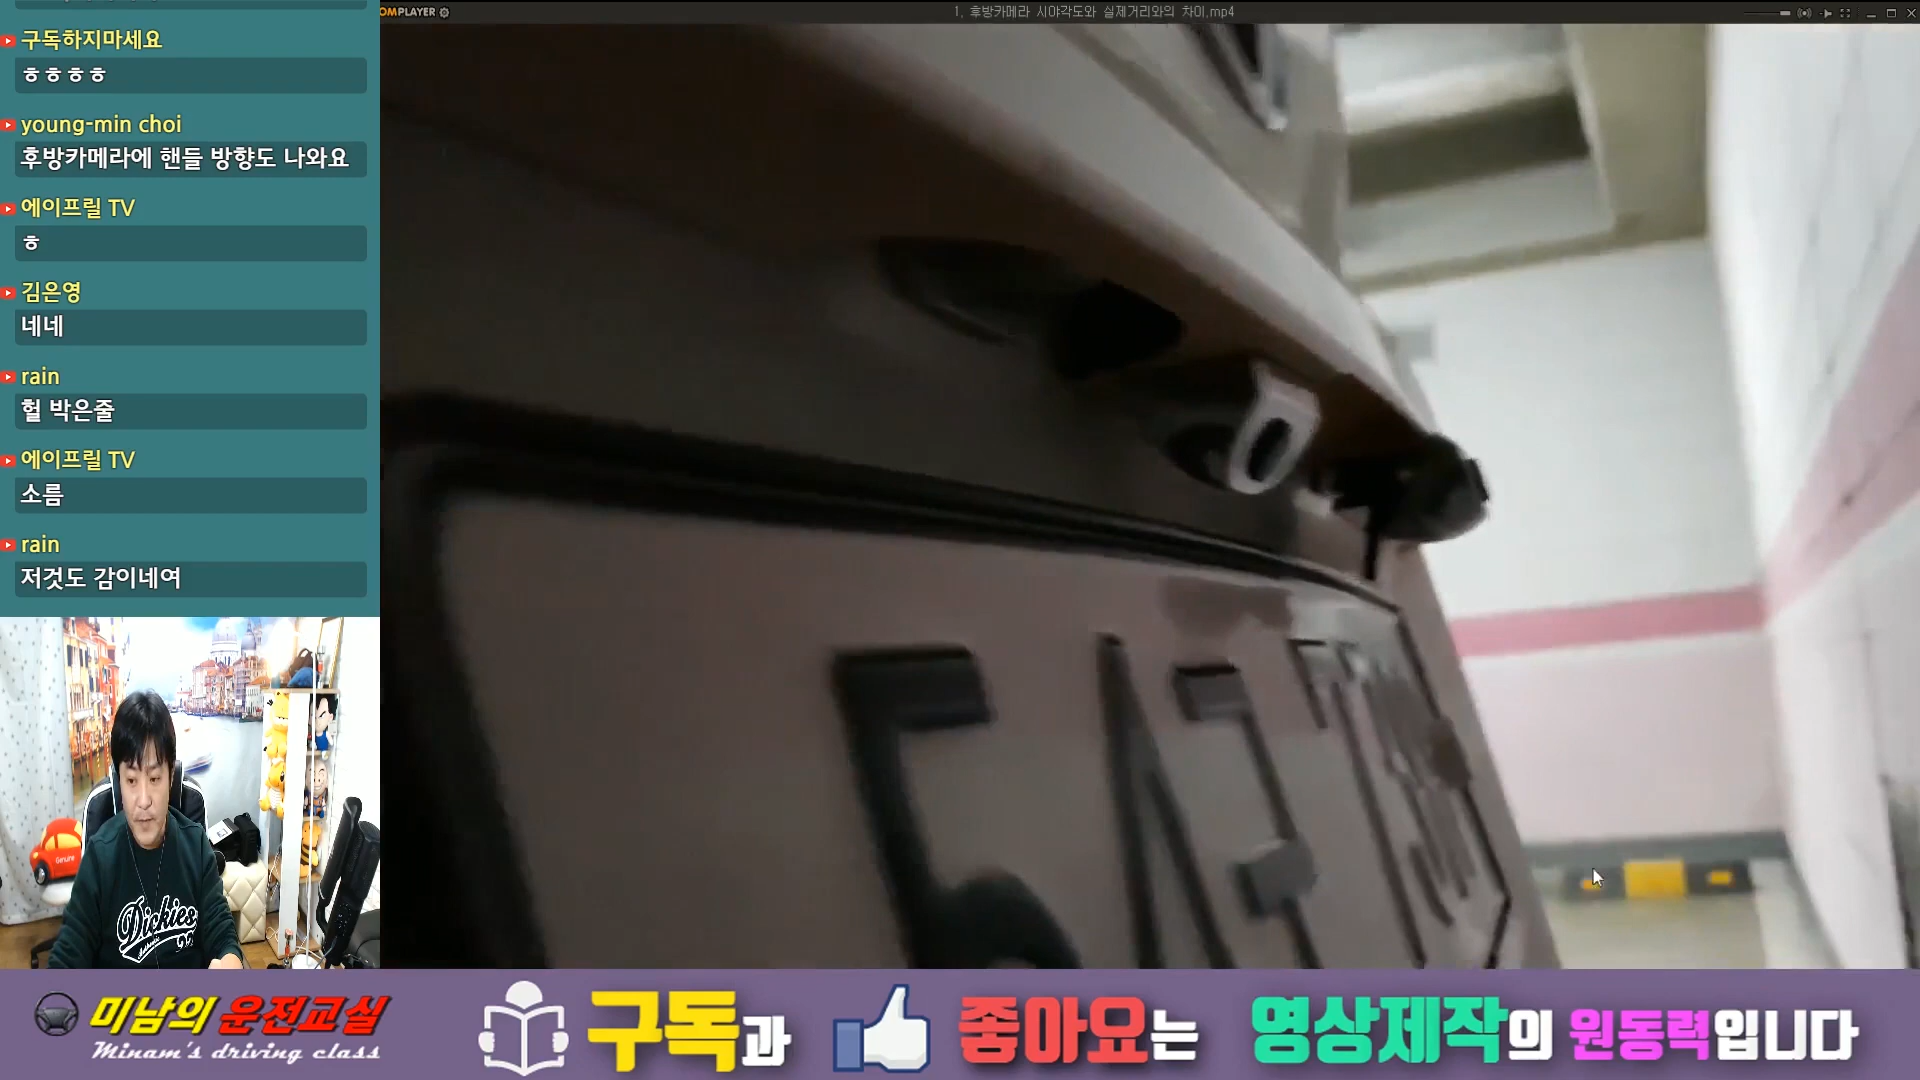 구독하지마세요
ㅎㅎㅎㅎ
young-min choi
후방카메라에 핸들 방향도 나와요
에이프릴 TV
ㅎ
김은영
네네
rain
헐 박은줄
에이프릴 TV
소름
rain
저것도 감이네여
OMPLAYER
1, 후방카메라 시야각도와 실제거리와의 차이.mp4
Genuine
Dickies
미남의 운전교실
Minam's driving class
구독과 좋아요는 영상제작의 원동력입니다